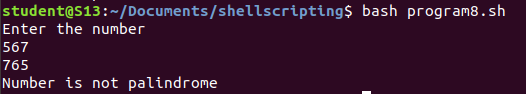 student@S13:~/Documents/shellscripting$ bash program8.sh
Enter the number
567
765
Number is not palindrome